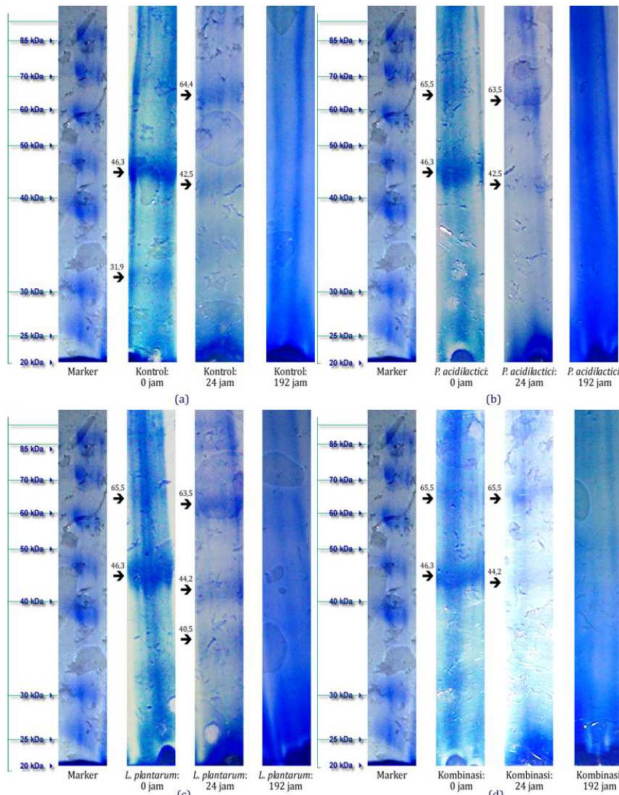 85 kDa
70 kDa
60 kDa
50 kDa
40 kDa
30 kDa
25 kDa
20 kDa
46,3
31,9
64,4
42,5
Marker
Kontrol:
0 jam
Kontrol:
24 jam
Kontrol:
192 jam
(a)
85 kDa
70 kDa
60 kDa
50 kDa
40 kDa
30 kDa
25 kDa
20 kDa
65,5
46,3
63,5
42,5
Marker
P. acidilactici:
0 jam
P. acidilactici:
24 jam
P. acidilactici:
192 jam
(b)
85 kDa
70 kDa
60 kDa
50 kDa
40 kDa
30 kDa
25 kDa
20 kDa
65,5
46,3
63,5
44,2
40,5
Marker
L. plantarum:
0 jam
L. plantarum:
24 jam
L. plantarum:
192 jam
(c)
85 kDa
70 kDa
60 kDa
50 kDa
40 kDa
30 kDa
25 kDa
20 kDa
65,5
46,3
65,5
44,2
Marker
Kombinasi:
0 jam
Kombinasi:
24 jam
Kombinasi:
192 jam
(d)